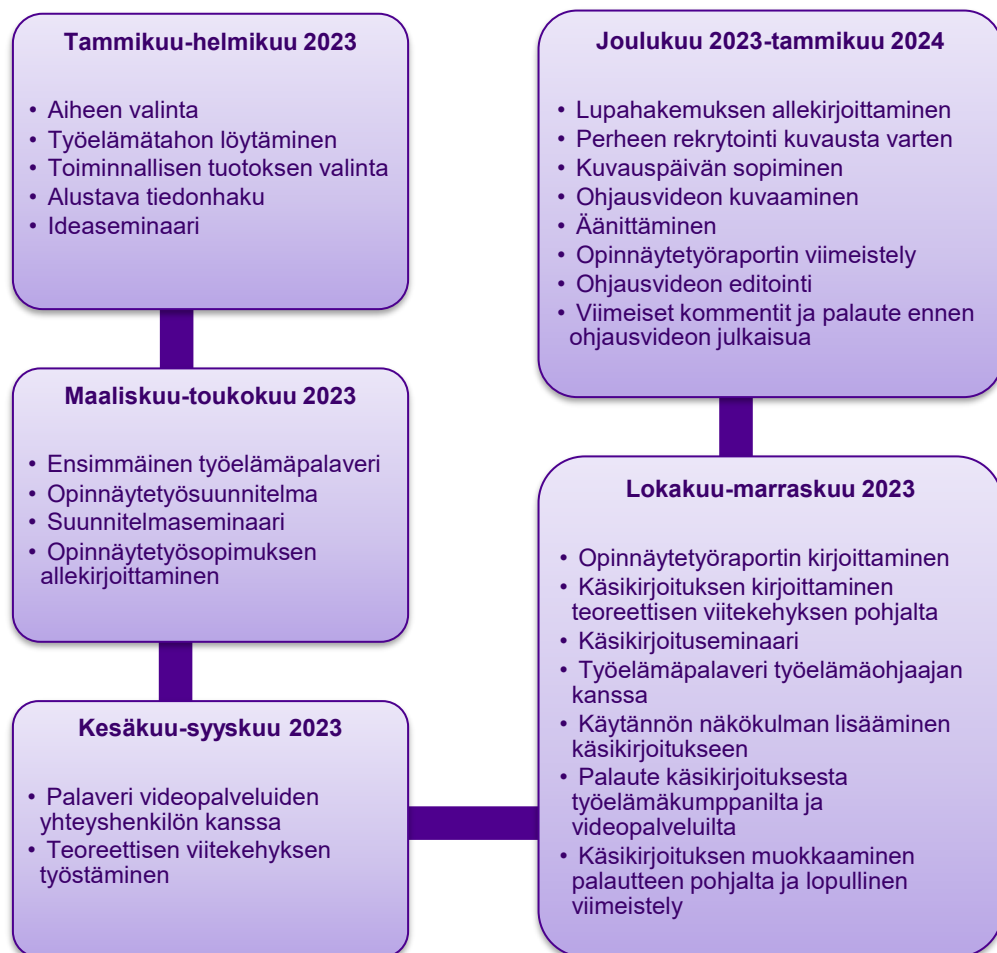 Tammikuu-helmikuu 2023
• Aiheen valinta
• Työelämätahon löytäminen
• Toiminnallisen tuotoksen valinta
• Alustava tiedonhaku
• Ideaseminaari
Maaliskuu-toukokuu 2023
• Ensimmäinen työelämäpalaveri
• Opinnäytetyösuunnitelma
• Suunnitelmaseminaari
• Opinnäytetyösopimuksen
allekirjoittaminen
Kesäkuu-syyskuu 2023
• Palaveri videopalveluiden
yhteyshenkilön kanssa
• Teoreettisen viitekehyksen
työstäminen
Lokakuu-marraskuu 2023
• Opinnäytetyöraportin kirjoittaminen
• Käsikirjoituksen kirjoittaminen
teoreettisen viitekehyksen pohjalta
• Käsikirjoituseminaari
• Työelämäpalaveri työelämäohjaajan
kanssa
• Käytännön näkökulman lisääminen
käsikirjoitukseen
• Palaute käsikirjoituksesta
työelämäkumppanilta ja
videopalveluilta
• Käsikirjoituksen muokkaaminen
palautteen pohjalta ja lopullinen
viimeistely
Joulukuu 2023-tammikuu 2024
• Lupahakemuksen allekirjoittaminen
• Perheen rekrytointi kuvausta varten
• Kuvauspäivän sopiminen
• Ohjausvideon kuvaaminen
• Äänittäminen
• Opinnäytetyöraportin viimeistely
• Ohjausvideon editointi
• Viimeiset kommentit ja palaute ennen
ohjausvideon julkaisua